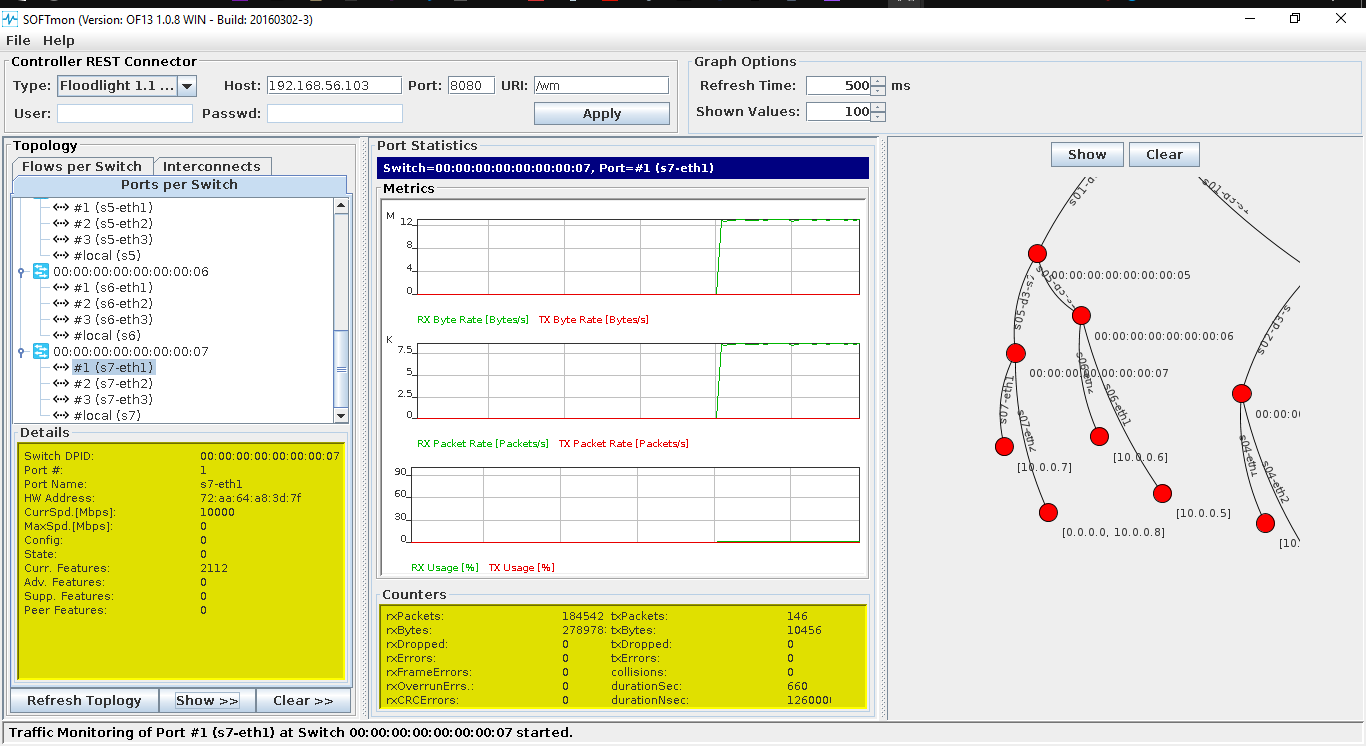 SOFTmon (Version: OF13 1.0.8 WIN - Build: 20160302-3)
File Help
Controller REST Connector
Type: Floodlight 1.1 ... Host: 192.168.56.103 Port: 8080 URI: /wm
User: Passwd: Apply
Graph Options
Refresh Time: 500 ms
Shown Values: 100
Topology
Flows per Switch Interconnects
Ports per Switch
#1 (s5-eth1)
#2 (s5-eth2)
#3 (s5-eth3)
#local (s5)
00:00:00:00:00:00:00:06
#1 (s6-eth1)
#2 (s6-eth2)
#3 (s6-eth3)
#local (s6)
00:00:00:00:00:00:00:07
#1 (s7-eth1)
#2 (s7-eth2)
#3 (s7-eth3)
#local (s7)
Details
Switch DPID: 00:00:00:00:00:00:00:07
Port #: 1
Port Name: s7-eth1
HW Address: 72:aa:64:a8:3d:7f
CurrSpd.[Mbps]: 10000
MaxSpd.[Mbps]: 0
Config: 0
State: 0
Curr. Features: 2112
Adv. Features: 0
Supp. Features: 0
Peer Features: 0
Refresh Toplogy Show >> Clear >>
Port Statistics
Switch=00:00:00:00:00:00:00:07, Port=#1 (s7-eth1)
Metrics
M
12
8
4
0
RX Byte Rate [Bytes/s] TX Byte Rate [Bytes/s]
K
7.5
5
2.5
0
RX Packet Rate [Packets/s] TX Packet Rate [Packets/s]
90
60
30
0
RX Usage [%] TX Usage [%]
Counters
rxPackets: 184542 txPackets: 146
rxBytes: 278978 txBytes: 10456
rxDropped: 0 txDropped: 0
rxErrors: 0 txErrors: 0
rxFrameErrors: 0 collisions: 0
rxOverrunErrs.: 0 durationSec: 660
rxCRCErrors: 0 durationNsec: 126000
Show Clear
s01-d
s01-d3-s2
00:00:00:00:00:00:00:05
s05-d3-s
s05-d3-s7
00:00:00:00:00:00:00:06
s02-d3-s
00:00:00:00:00:00:00:07
s06-eth2
s06-eth1
s07-eth1
s07-eth2
00:00:0
[10.0.0.6]
[10.0.0.7]
s04-eth1
s04-eth2
[10.0.0.5]
[0.0.0.0, 10.0.0.8]
[10.
Traffic Monitoring of Port #1 (s7-eth1) at Switch 00:00:00:00:00:00:00:07 started.